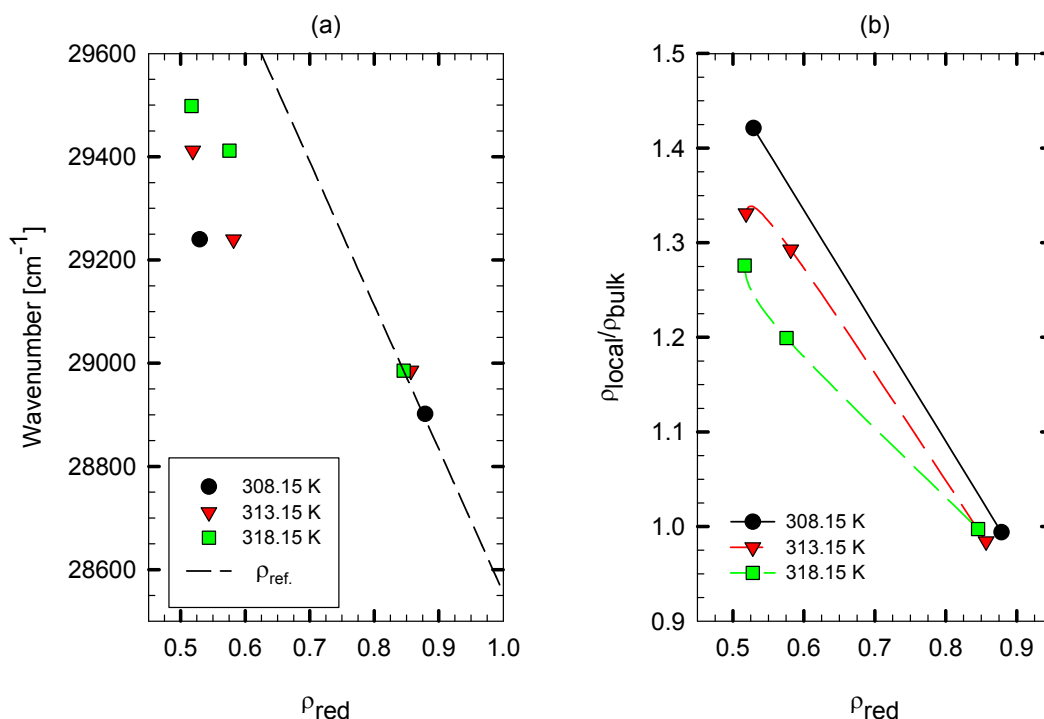 (a)
29600
29400
29200
29000
28800
28600
Wavenumber [cm⁻¹]
308.15 K
313.15 K
318.15 K
ρref.
0.5 0.6 0.7 0.8 0.9 1.0
ρred
(b)
1.5
1.4
1.3
1.2
1.1
1.0
0.9
ρlocal/ρbulk
308.15 K
313.15 K
318.15 K
0.5 0.6 0.7 0.8 0.9
ρred